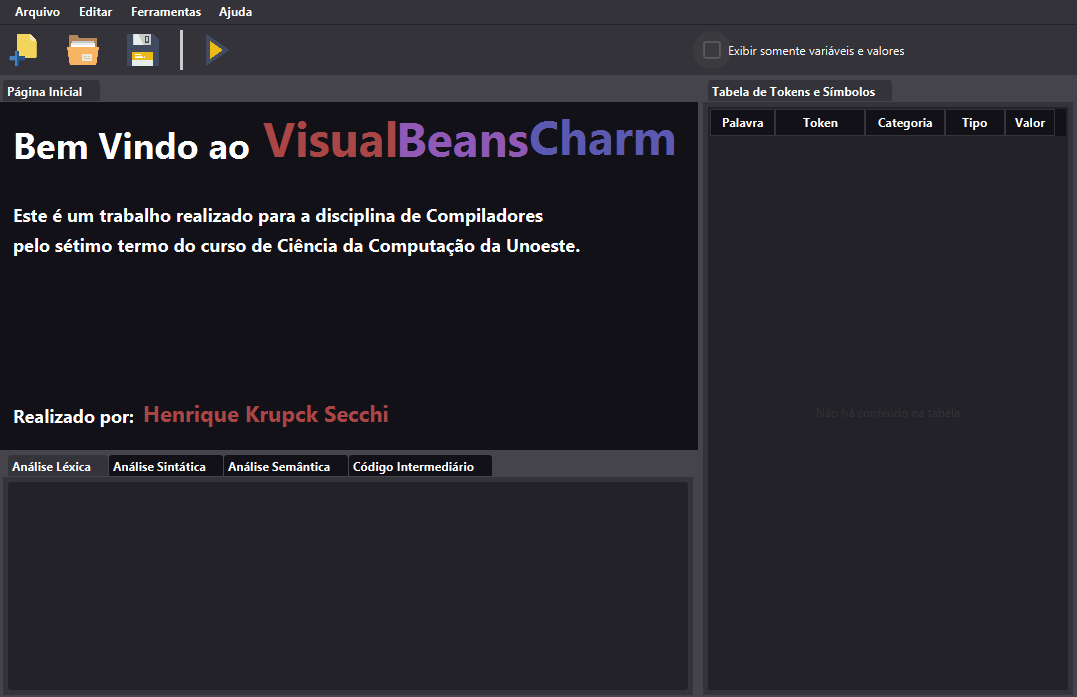 Arquivo Editar Ferramentas Ajuda
Exibir somente variáveis e valores
Página Inicial
Bem Vindo ao VisualBeansCharm
Este é um trabalho realizado para a disciplina de Compiladores
pelo sétimo termo do curso de Ciência da Computação da Unoeste.
Realizado por: Henrique Krupck Secchi
Análise Léxica Análise Sintática Análise Semântica Código Intermediário
Tabela de Tokens e Símbolos
Palavra Token Categoria Tipo Valor
Não há conteúdo na tabela